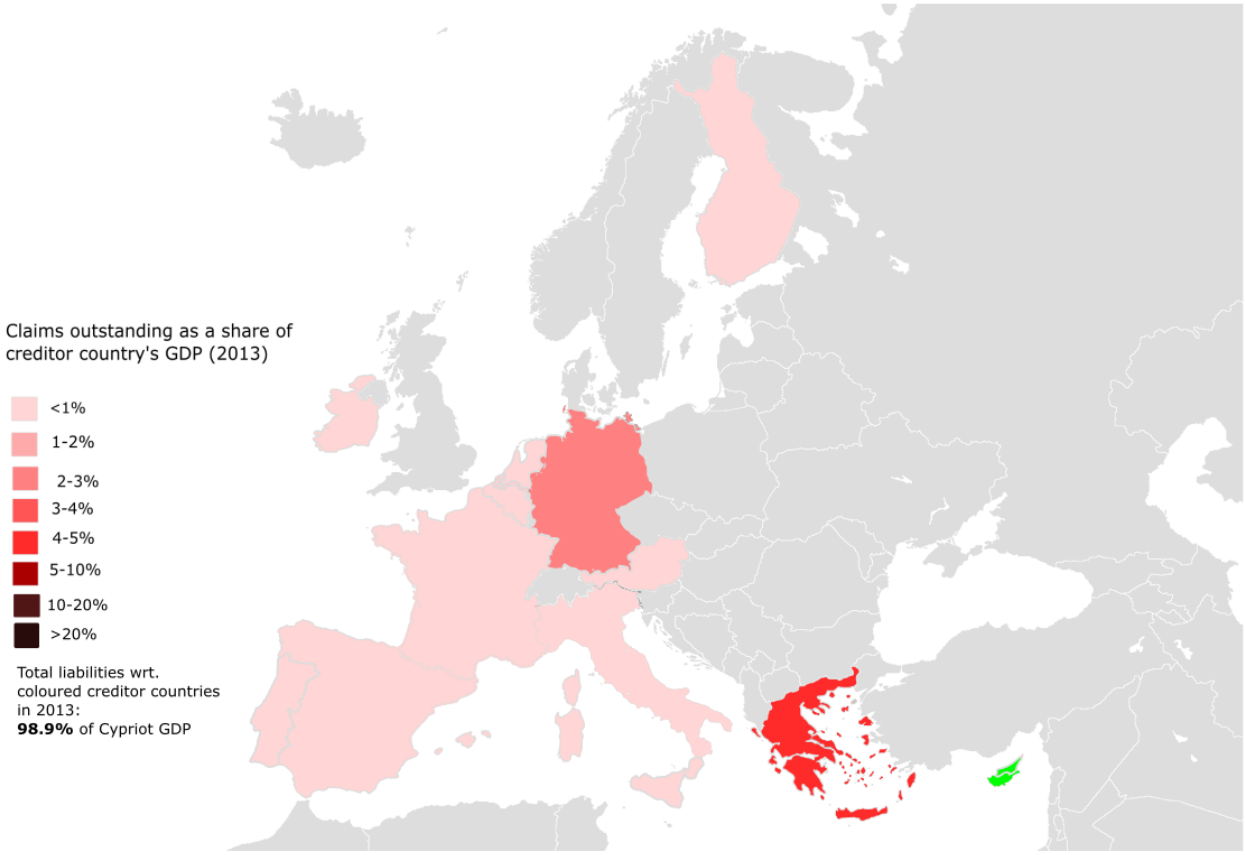 Claims outstanding as a share of
creditor country's GDP (2013)
<1%
1-2%
2-3%
3-4%
4-5%
5-10%
10-20%
>20%
Total liabilities wrt.
coloured creditor countries
in 2013:
98.9% of Cypriot GDP